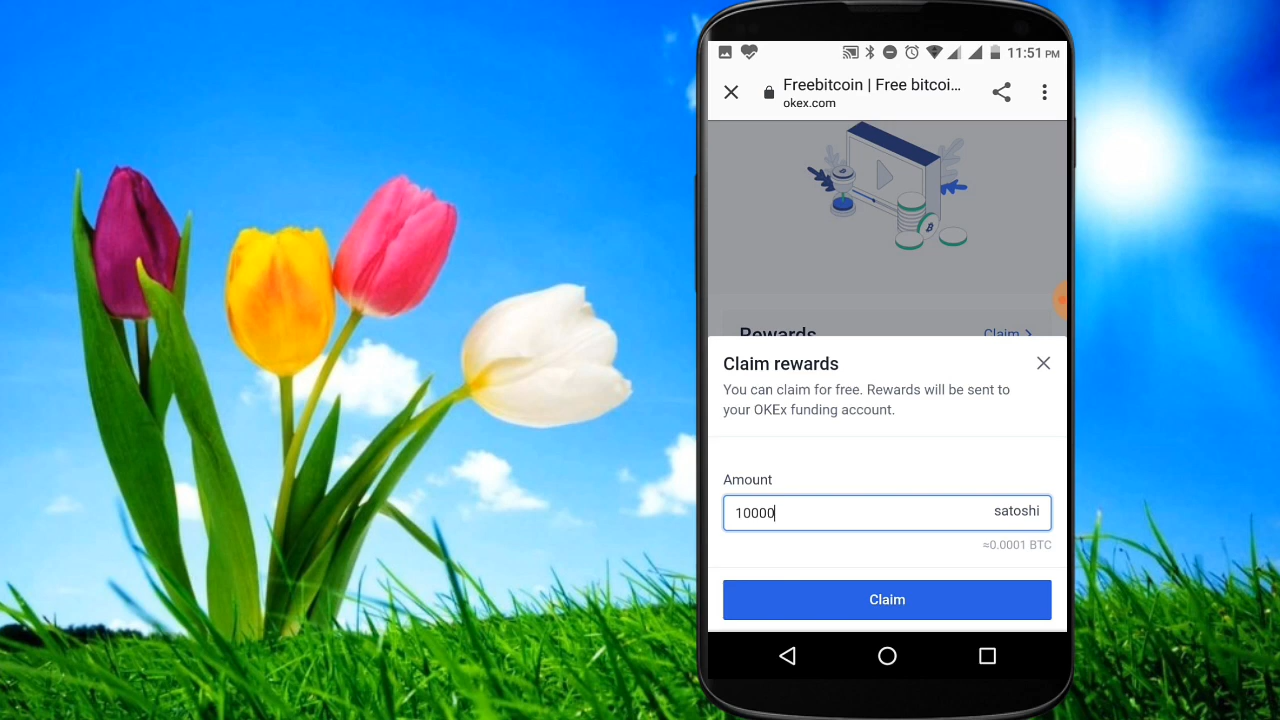 11:51 PM
Freebitcoin | Free bitcoi...
okex.com
Rewards
Claim >
Claim rewards
You can claim for free. Rewards will be sent to
your OKEx funding account.
Amount
10000
satoshi
≈0.0001 BTC
Claim